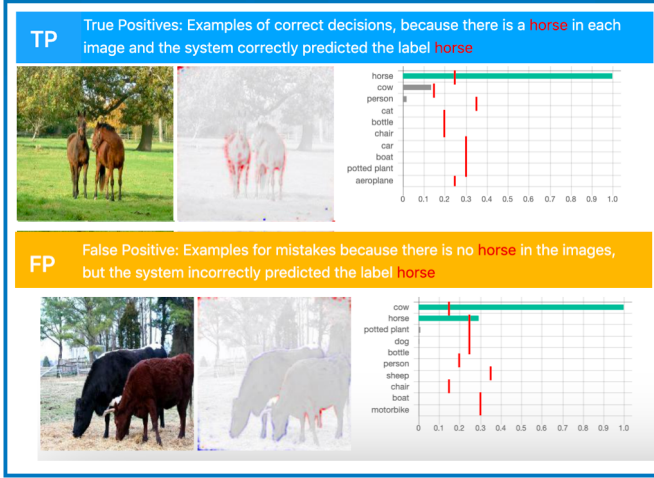 TP
True Positives: Examples of correct decisions, because there is a horse in each
image and the system correctly predicted the label horse
horse
cow
person
cat
bottle
chair
car
boat
potted plant
aeroplane
0 0.1 0.2 0.3 0.4 0.5 0.6 0.7 0.8 0.9 1.0
FP
False Positive: Examples for mistakes because there is no horse in the images,
but the system incorrectly predicted the label horse
cow
horse
potted plant
dog
bottle
person
sheep
chair
boat
motorbike
0 0.1 0.2 0.3 0.4 0.5 0.6 0.7 0.8 0.9 1.0